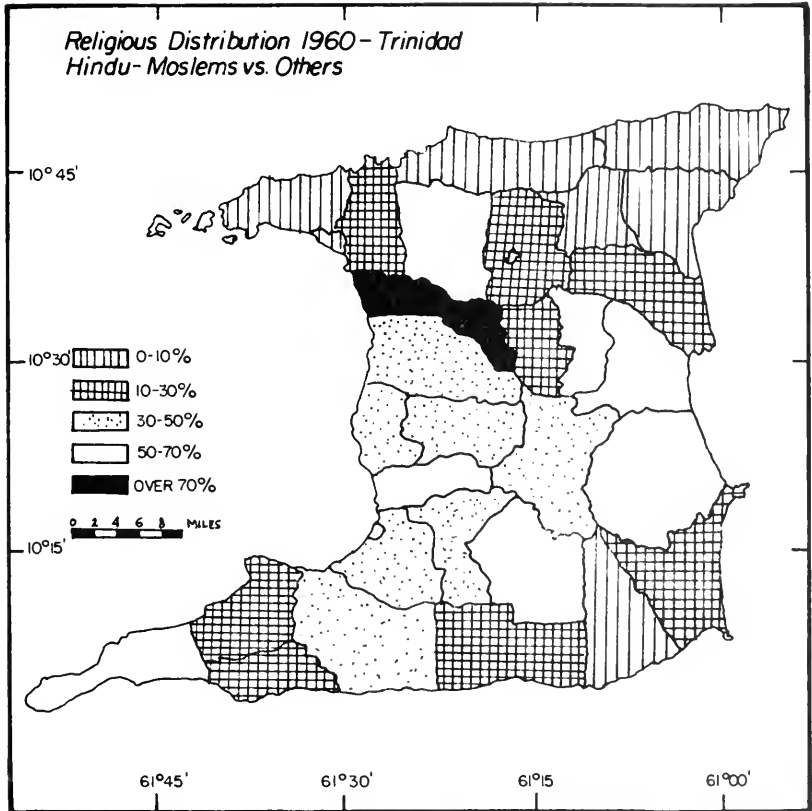 Religious Distribution 1960 - Trinidad
Hindu - Moslems vs. Others
10° 45'
10° 30'
0-10%
10-30%
30-50%
50-70%
OVER 70%
0 2 4 6 8 MILES
10° 15'
61° 45' 61° 30' 61° 15' 61° 00'